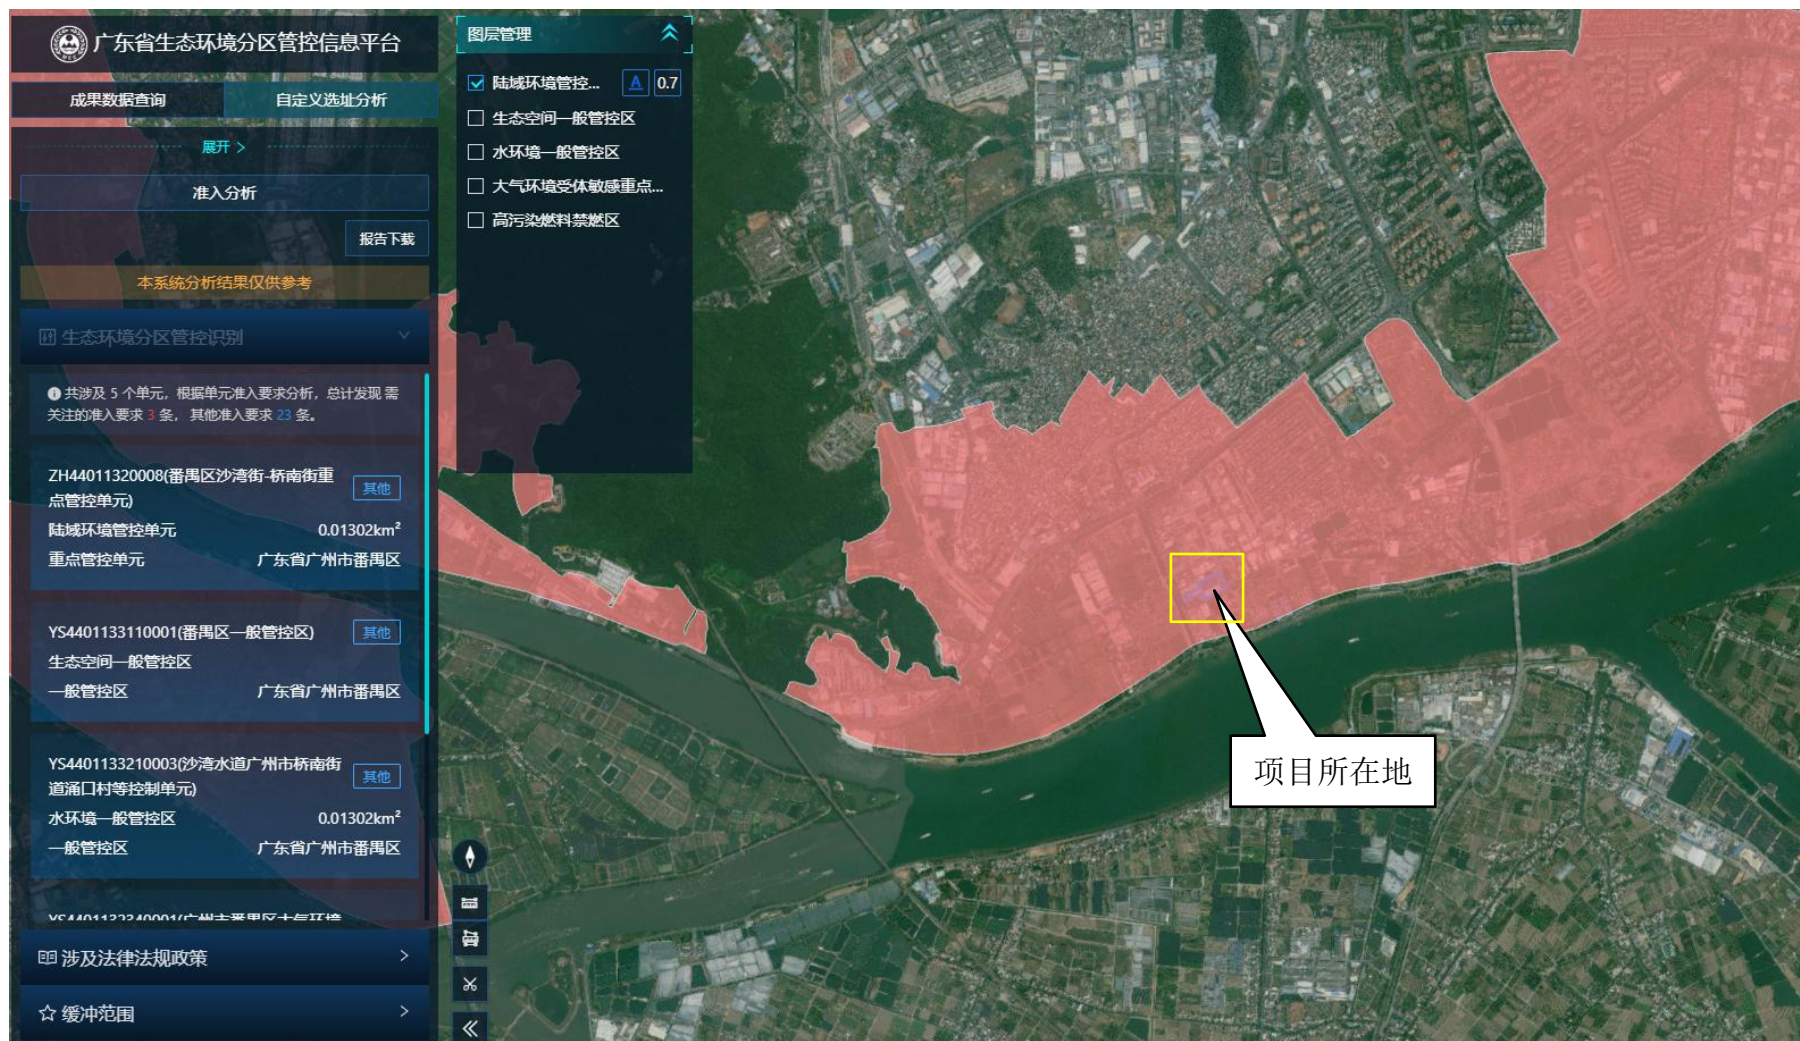 广东省生态环境分区管控信息平台
成果数据查询
自定义选址分析
展开 >
准入分析
报告下载
本系统分析结果仅供参考
生态环境分区管控识别
共涉及 5 个单元，根据单元准入要求分析，总计发现 需
关注的准入要求 3 条， 其他准入要求 23 条。
ZH44011320008(番禺区沙湾街-桥南街重
点管控单元)
其他
陆域环境管控单元 0.01302km²
重点管控单元 广东省广州市番禺区
YS4401133110001(番禺区一般管控区)
其他
生态空间一般管控区
一般管控区 广东省广州市番禺区
YS4401133210003(沙湾水道广州市桥南街
道涌口村等控制单元)
其他
水环境一般管控区 0.01302km²
一般管控区 广东省广州市番禺区
YS4401132340001(广州市番禺区大气环境
涉及法律法规政策
缓冲范围
图层管理
陆域环境管控... A 0.7
生态空间一般管控区
水环境一般管控区
大气环境受体敏感重点...
高污染燃料禁燃区
项目所在地